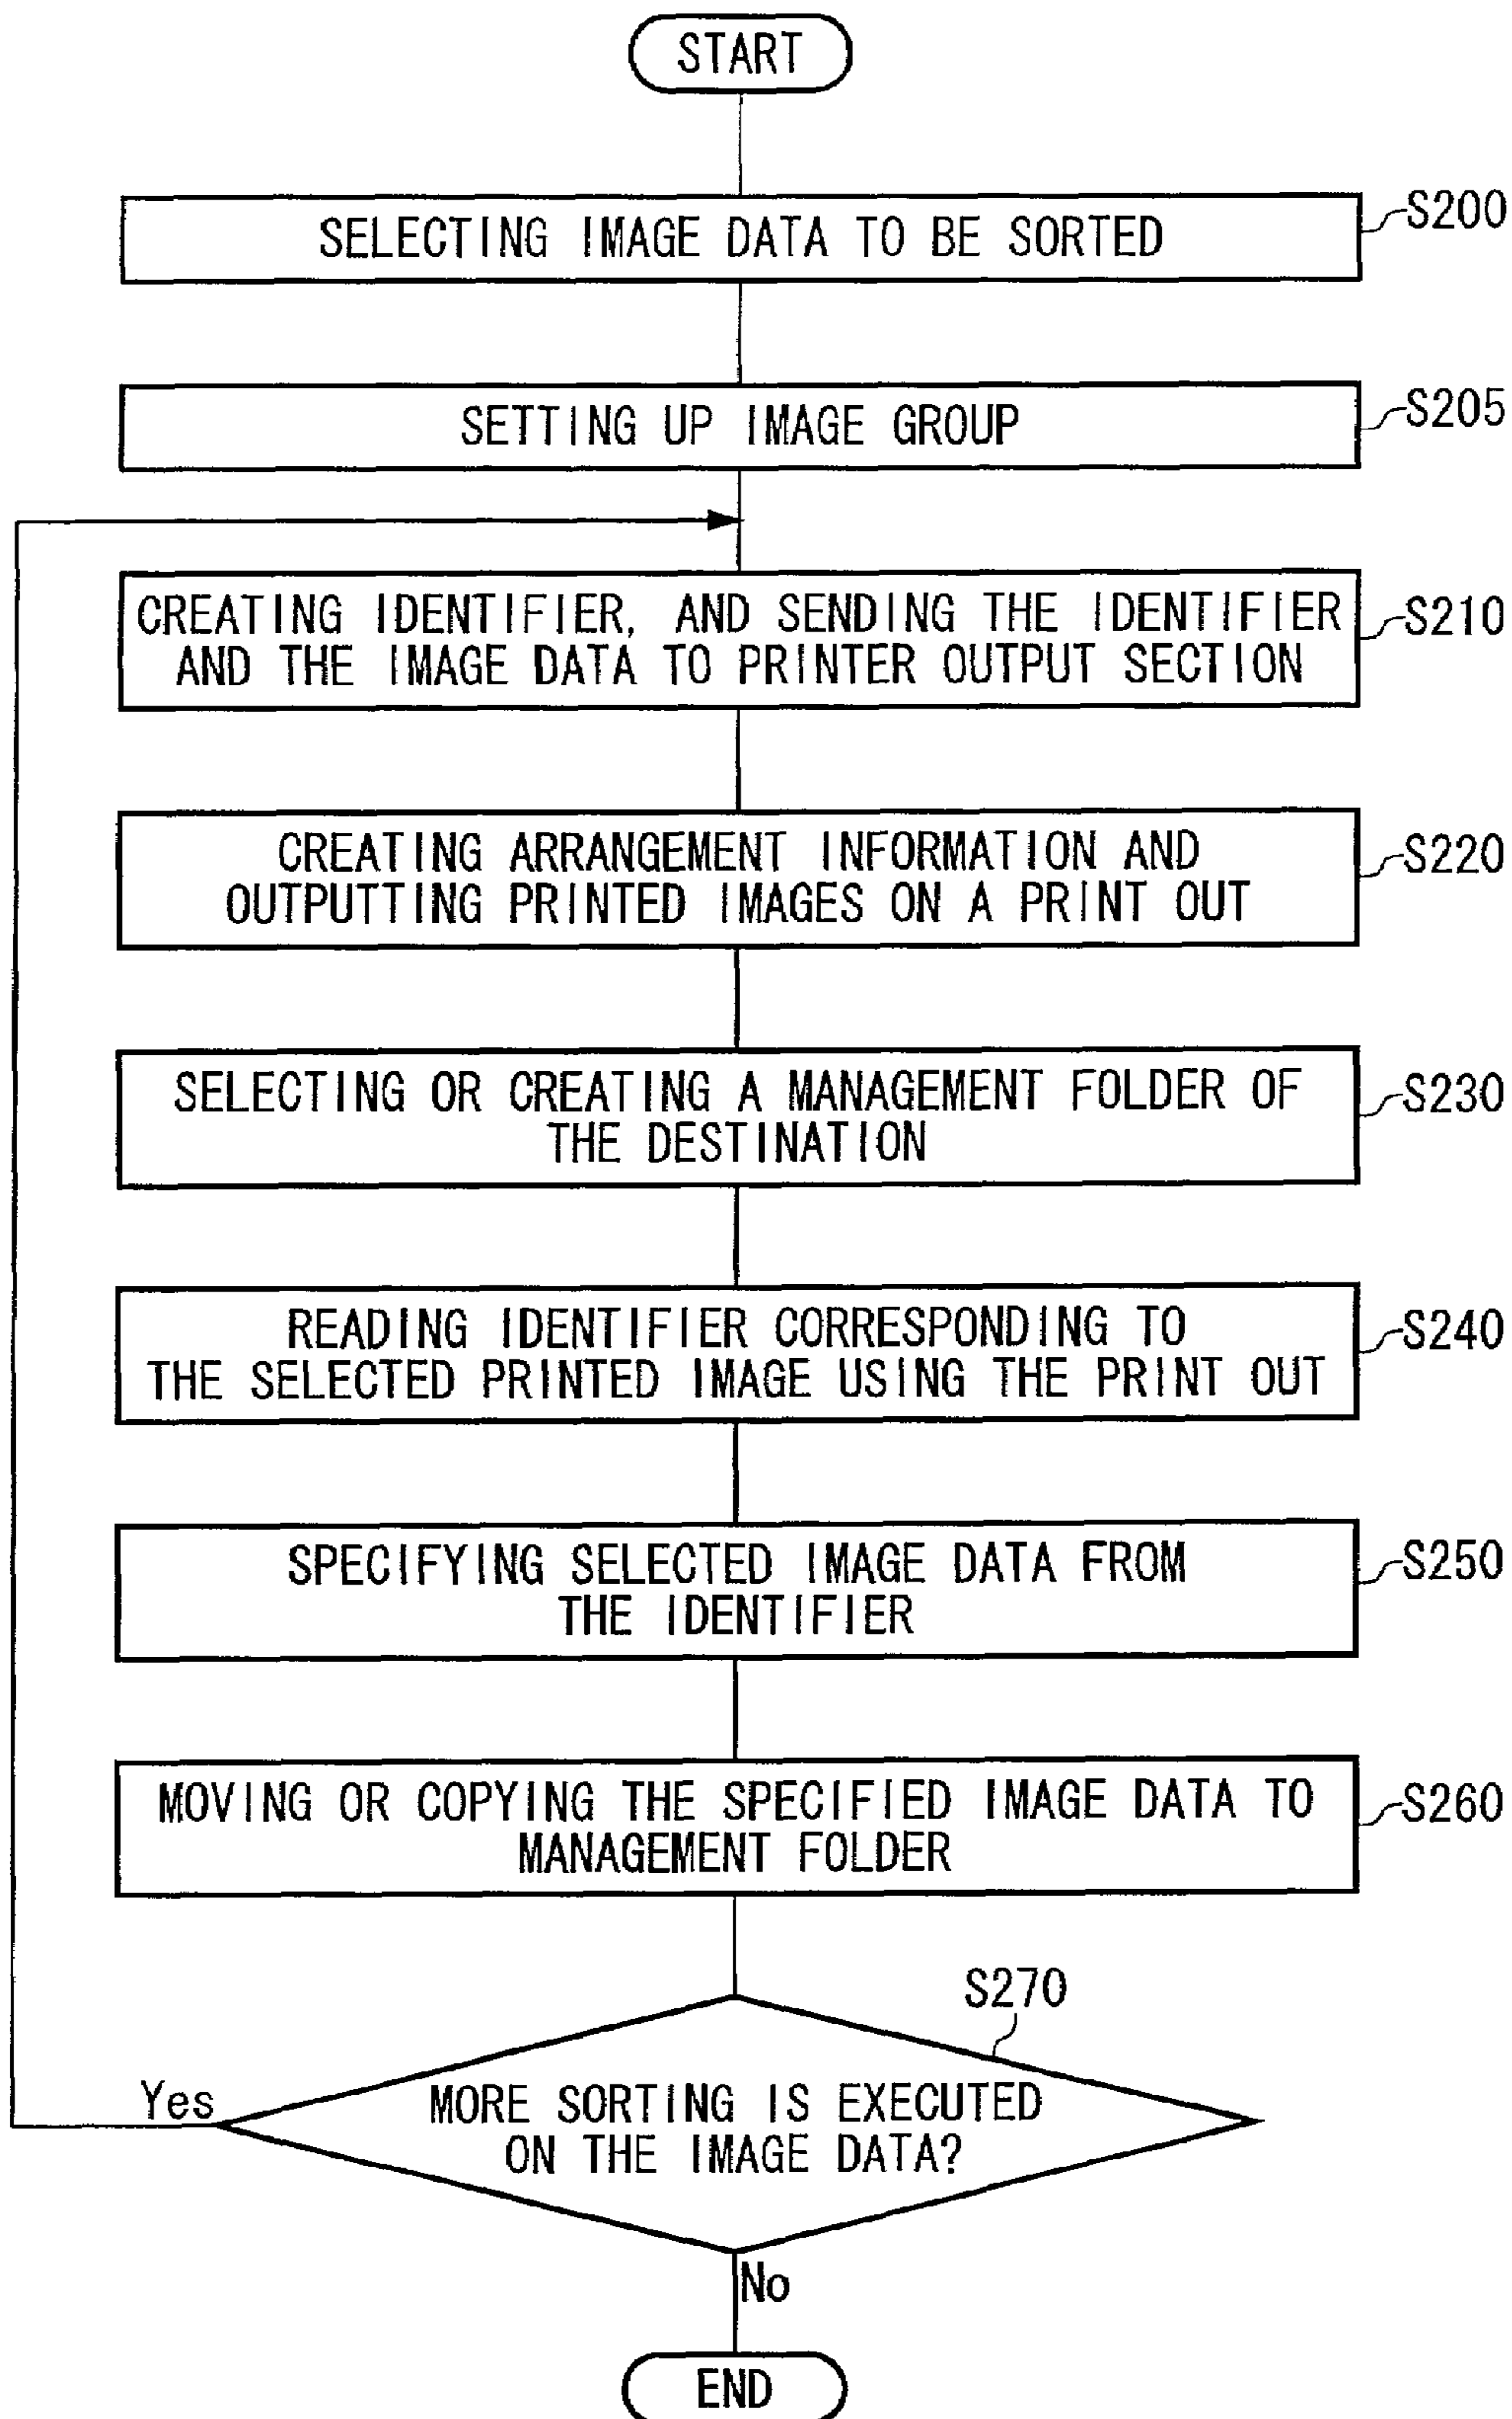 START
SELECTING IMAGE DATA TO BE SORTED
S200
SETTING UP IMAGE GROUP
S205
CREATING IDENTIFIER, AND SENDING THE IDENTIFIER
AND THE IMAGE DATA TO PRINTER OUTPUT SECTION
S210
CREATING ARRANGEMENT INFORMATION AND
OUTPUTTING PRINTED IMAGES ON A PRINT OUT
S220
SELECTING OR CREATING A MANAGEMENT FOLDER OF
THE DESTINATION
S230
READING IDENTIFIER CORRESPONDING TO
THE SELECTED PRINTED IMAGE USING THE PRINT OUT
S240
SPECIFYING SELECTED IMAGE DATA FROM
THE IDENTIFIER
S250
MOVING OR COPYING THE SPECIFIED IMAGE DATA TO
MANAGEMENT FOLDER
S260
S270
Yes
MORE SORTING IS EXECUTED
ON THE IMAGE DATA?
No
END